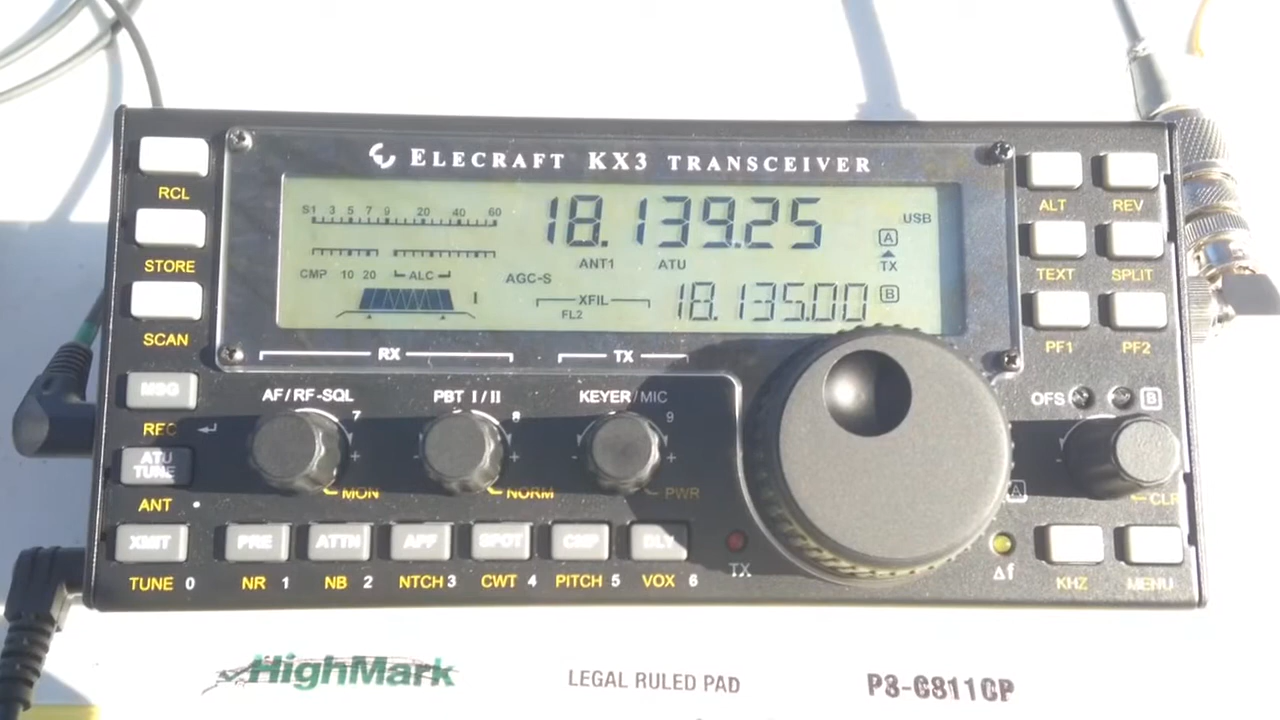 ELECRAFT KX3 TRANSCEIVER
S1 3 5 7 9 20 40 60
18.139.25
USB
A
ANT1 ATU
TX
CMP 10 20 ALC
AGC-S
XFIL
FL2
I
18.135.00 B
RCL
STORE
SCAN
MSG
REC
ATU TUNE
ANT
ALT REV
TEXT SPLIT
PF1 PF2
OFS B
RX TX
AF/RF-SQL PBT I/II KEYER/MIC
7 8 9
- + - + - +
MON NORM PWR
A
CLR
XMIT PRE ATTN APF SPOT CMP DLY
TUNE 0 NR 1 NB 2 NTCH 3 CWT 4 PITCH 5 VOX 6
TX
Δf
KHZ MENU
HighMark
LEGAL RULED PAD